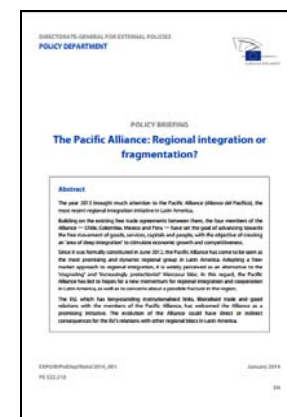 DIRECTORATE-GENERAL FOR EXTERNAL POLICIES
POLICY DEPARTMENT
POLICY BRIEFING
The Pacific Alliance: Regional integration or
fragmentation?
Abstract
The year 2013 brought much attention to the Pacific Alliance (Alianza del Pacífico), the
most recent regional integration initiative in Latin America.
Building on the existing free trade agreements between them, the four members of the
Alliance — Chile, Colombia, Mexico and Peru — have set the goal of advancing towards
the free movement of goods, services, capitals and people, with the objective of creating
an 'area of deep integration' to stimulate economic growth and competitiveness.
Since it was formally constituted in June 2012, the Pacific Alliance has come to be seen as
the most promising and dynamic regional group in Latin America. Adopting a free-
market approach to regional integration, it is widely perceived as an alternative to the
'stagnating' and 'increasingly protectionist' Mercosur bloc. In this regard, the Pacific
Alliance has led to hopes for a new momentum for regional integration and cooperation
in Latin America, as well as to concerns about a possible fracture in the region.
The EU, which has long-standing institutionalised links, liberalised trade and good
relations with the members of the Pacific Alliance, has welcomed the Alliance as a
promising initiative. The evolution of the Alliance could have direct or indirect
consequences for the EU's relations with other regional blocs in Latin America.
January 2014
PE 522.318
EN